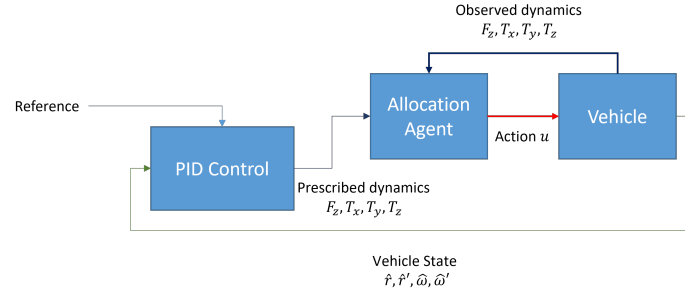 Observed dynamics
F_z, T_x, T_y, T_z
Reference
Allocation
Agent
Vehicle
Action u
PID Control
Prescribed dynamics
F_z, T_x, T_y, T_z
Vehicle State
r̂, r̂′, ω̂, ω̂′